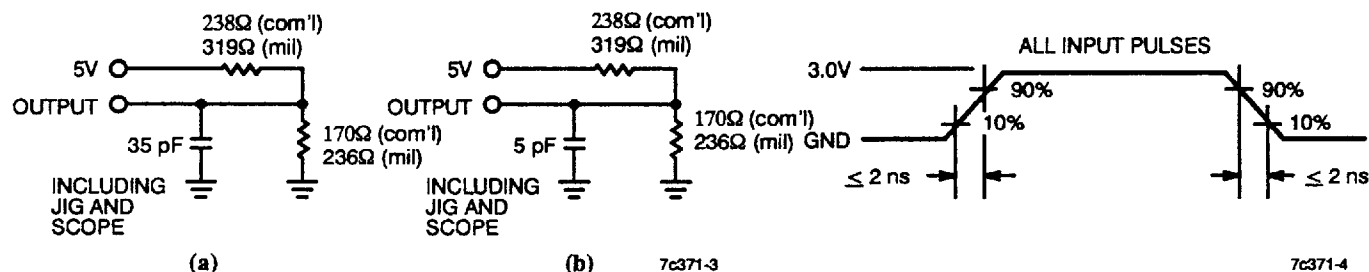 238Ω (com'l)
319Ω (mil)
5V
OUTPUT
35 pF
170Ω (com'l)
236Ω (mil)
INCLUDING
JIG AND
SCOPE
(a)
238Ω (com'l)
319Ω (mil)
5V
OUTPUT
5 pF
170Ω (com'l)
236Ω (mil)
INCLUDING
JIG AND
SCOPE
(b)
7c371-3
ALL INPUT PULSES
3.0V
90%
10%
GND
≤ 2 ns
90%
10%
≤ 2 ns
7c371-4